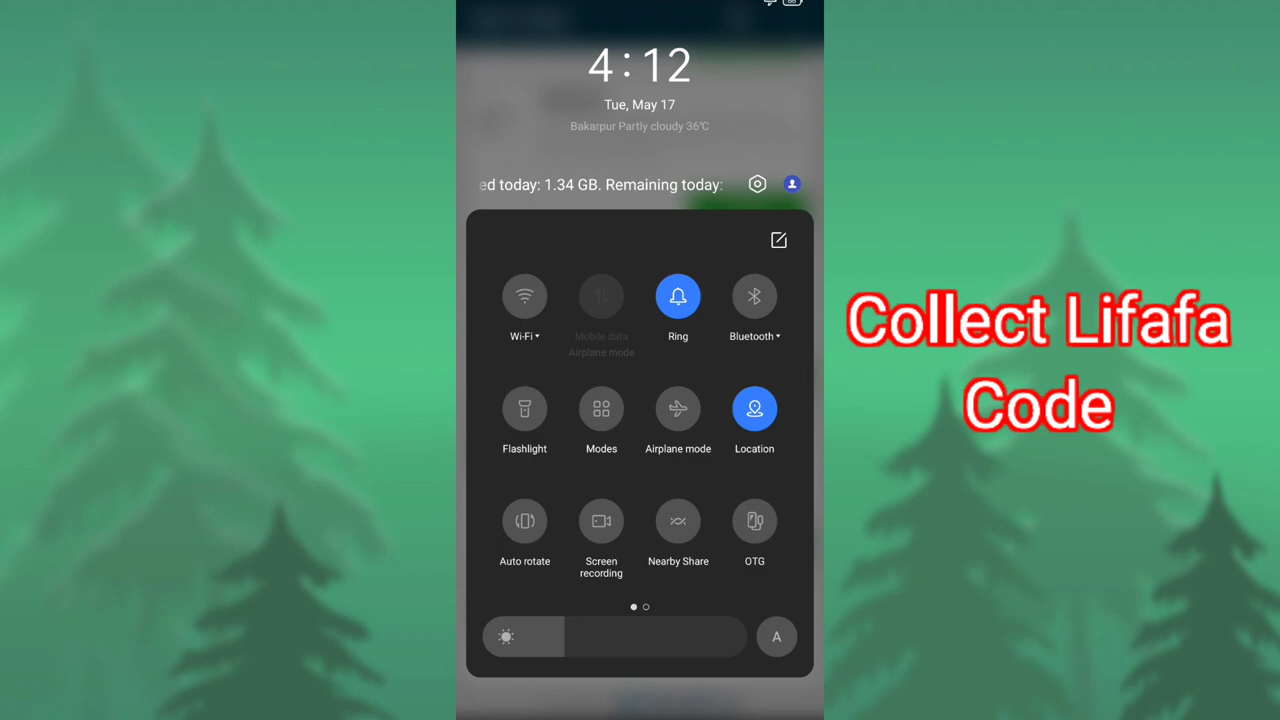 4:12
Tue, May 17
Bakarpur Partly cloudy 36℃
ed today: 1.34 GB. Remaining today:
Wi-Fi
Mobile data
Airplane mode
Ring
Bluetooth
Flashlight
Modes
Airplane mode
Location
Auto rotate
Screen
recording
Nearby Share
OTG
A
Collect Lifafa
Code